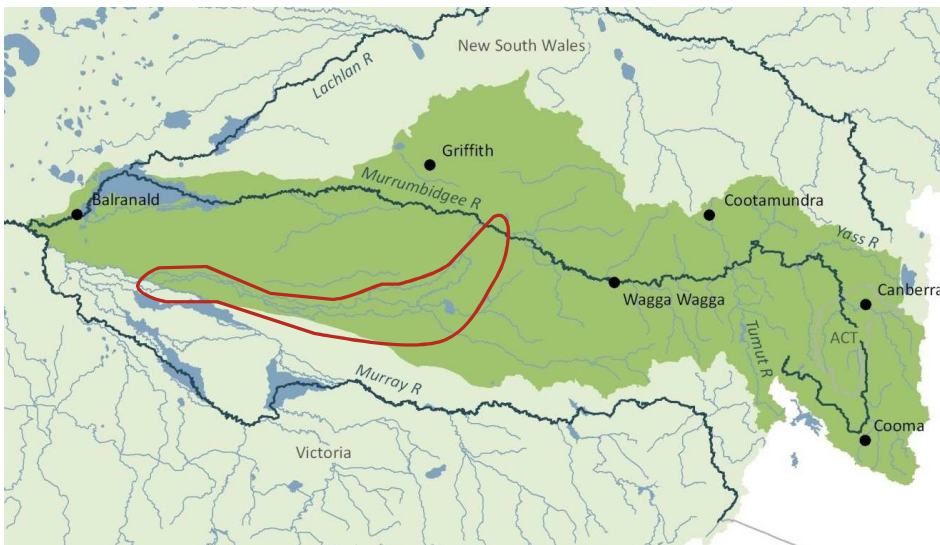 New South Wales
Lachlan R
Griffith
Murrumbidgee R
Balranald
Cootamundra
Yass R
Wagga Wagga
Canberra
ACT
Tumut R
Murray R
Cooma
Victoria